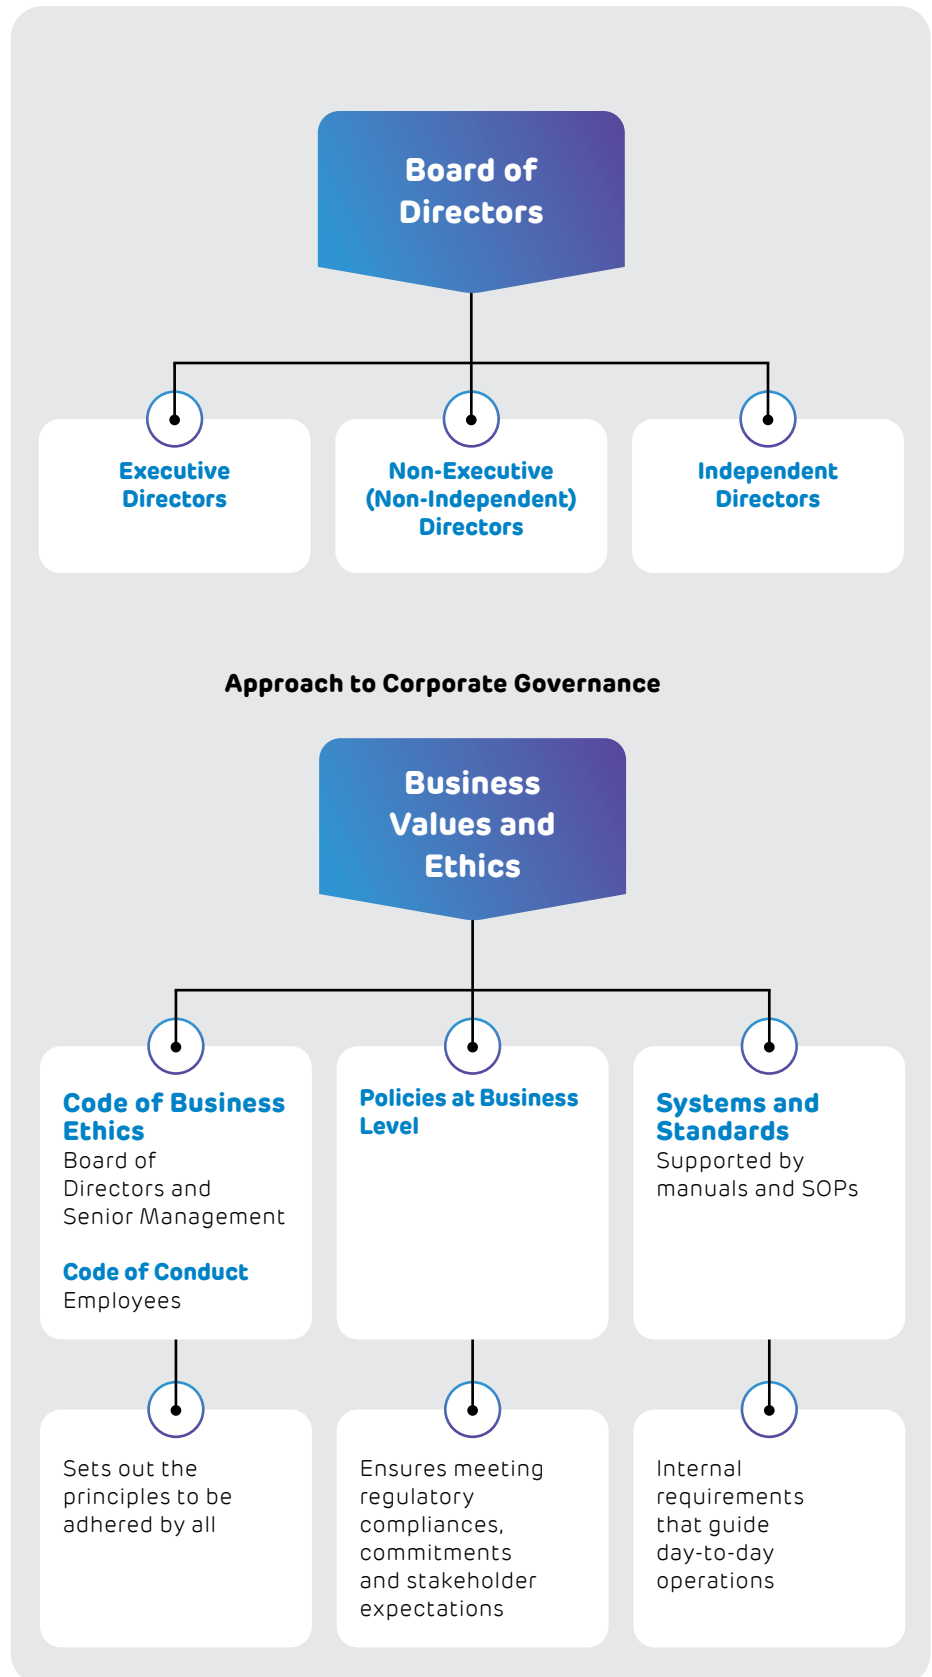 Board of
Directors
Executive
Directors
Non-Executive
(Non-Independent)
Directors
Independent
Directors
Approach to Corporate Governance
Business
Values and
Ethics
Code of Business
Ethics
Board of
Directors and
Senior Management
Code of Conduct
Employees
Policies at Business
Level
Systems and
Standards
Supported by
manuals and SOPs
Sets out the
principles to be
adhered by all
Ensures meeting
regulatory
compliances,
commitments
and stakeholder
expectations
Internal
requirements
that guide
day-to-day
operations